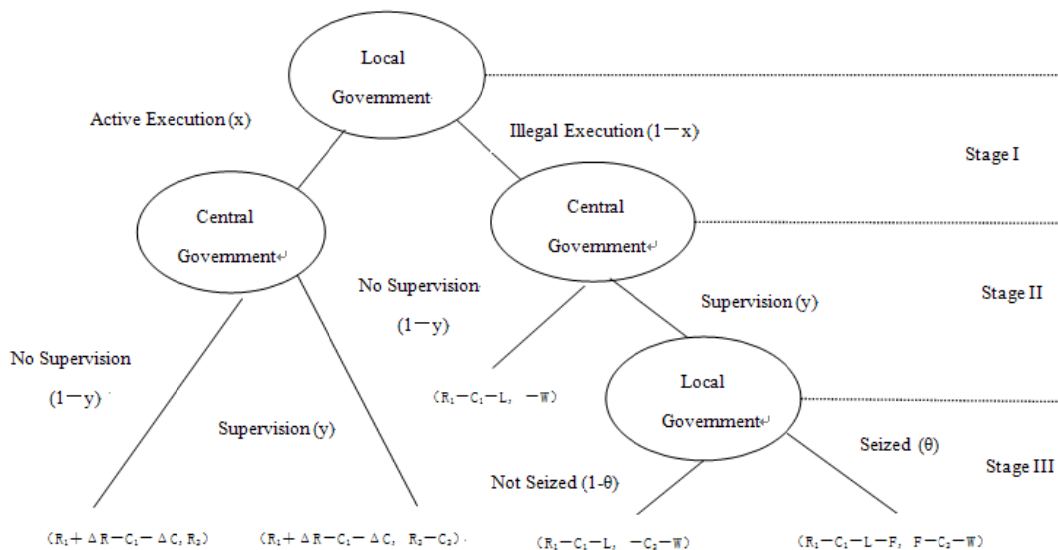 Local
Government
Active Execution (x)
Illegal Execution (1—x)
Stage I
Central
Government↵
Central
Government↵
No Supervision
(1—y)
Supervision (y)
Stage II
No Supervision
(1—y)
(R₁—C₁—L, —W)
Local
Government↵
Supervision (y)
Seized (θ)
Not Seized (1-θ)
Stage III
(R₁+ΔR—C₁—ΔC, R₂)
(R₁+ΔR—C₁—ΔC, R₂—C₂)
(R₁—C₁—L, —C₂—W)
(R₁—C₁—L—F, F—C₂—W)